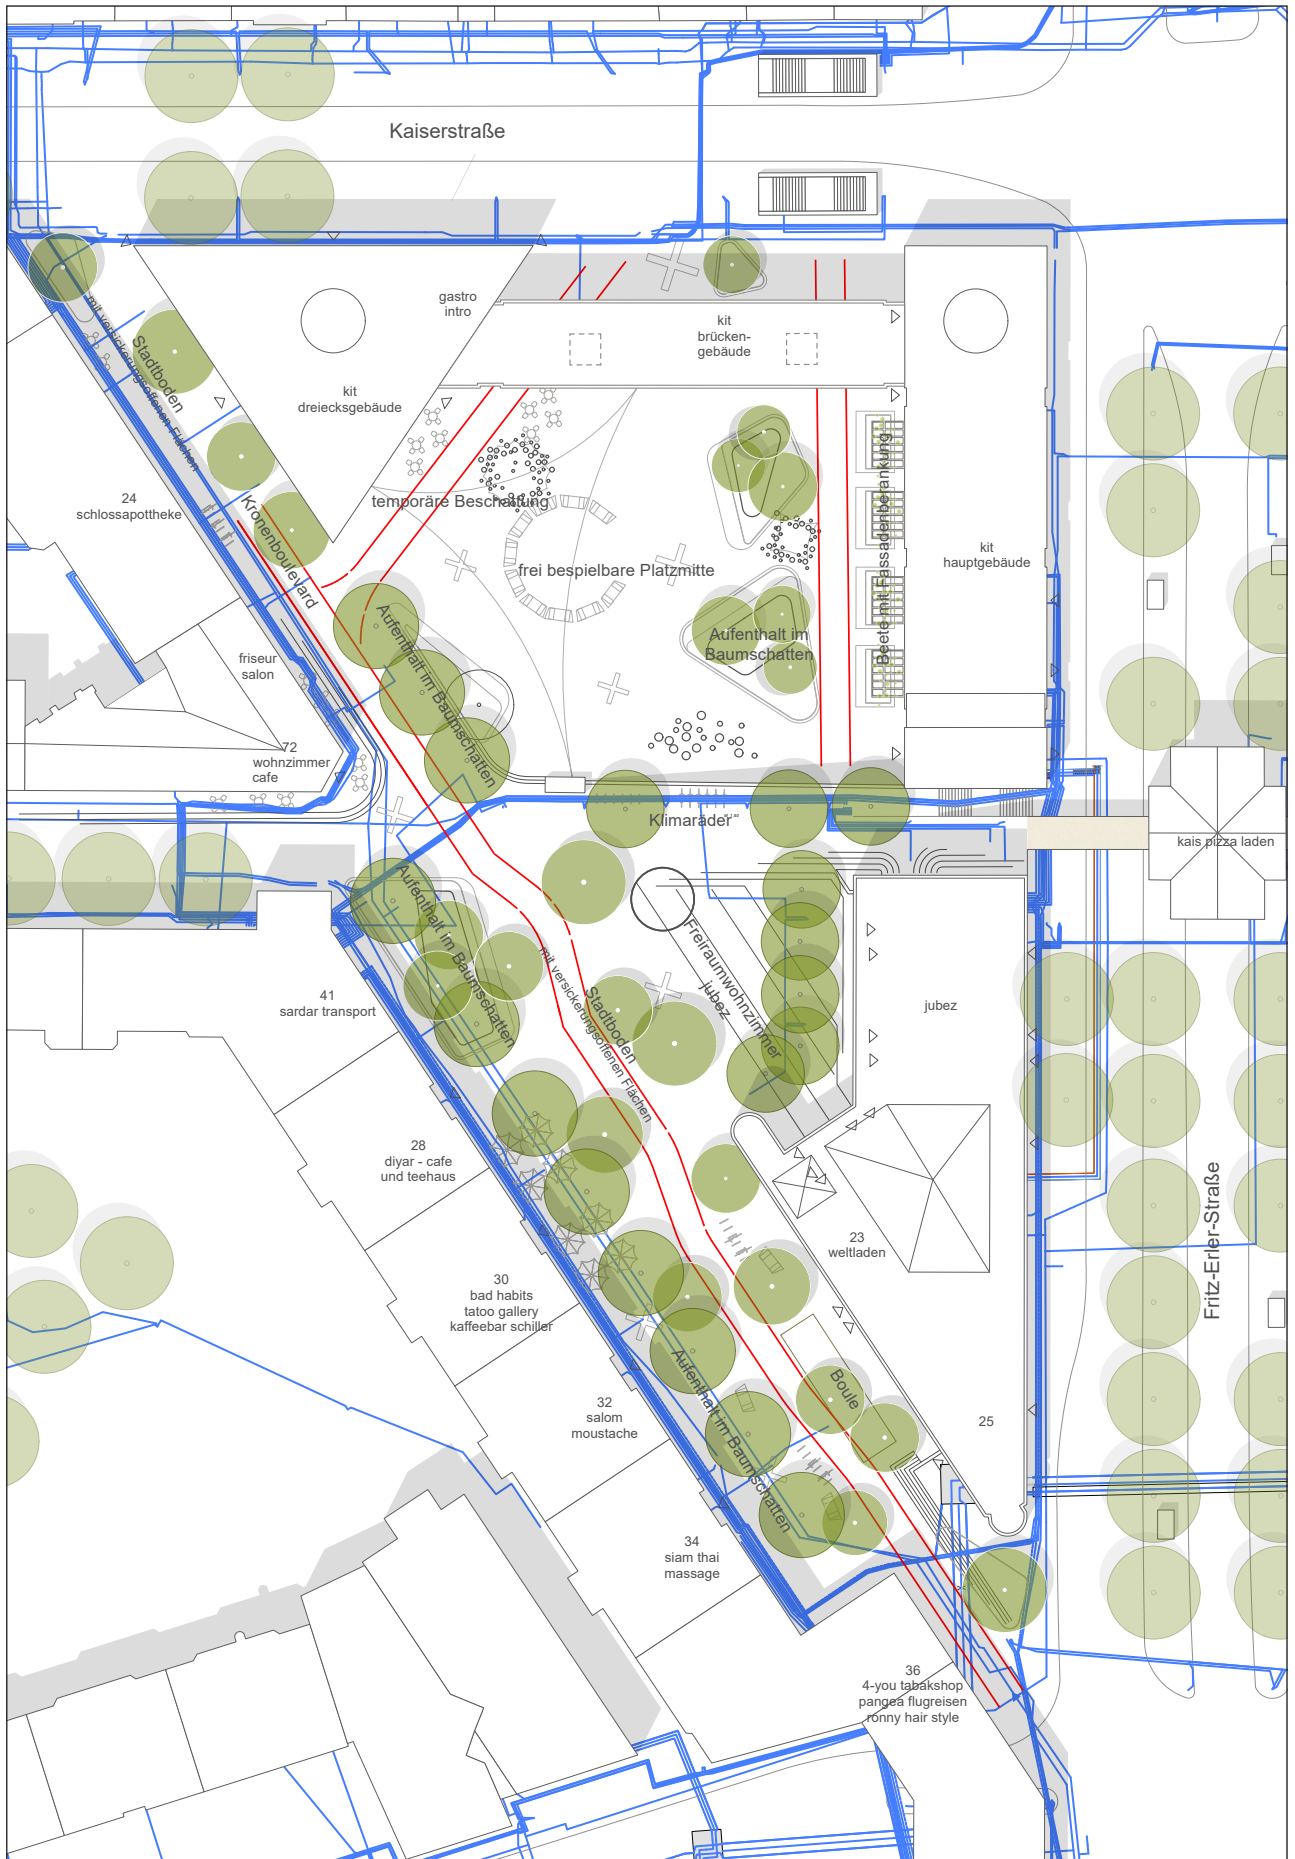 Kaiserstraße
gastro
intro
kit
brücken-
gebäude
mit versickerungsoffenen Flächen
Stadtboden
kit
dreiecksgebäude
24
schlossapottheke
Kronenboulevard
temporäre Beschattung
frei bespielbare Platzmitte
Beete mit Fassadenberankung
kit
hauptgebäude
Aufenthalt im Baumschatten
Aufenthalt im
Baumschatten
friseur
salon
72
wohnzimmer
cafe
Klimaräder
kais pizza laden
Aufenthalt im Baumschatten
Freiraumwohnzimmer
jubez
41
sardar transport
Stadtboden
mit versickerungsoffenen Flächen
jubez
28
diyar - cafe
und teehaus
23
weltladen
Fritz-Erler-Straße
30
bad habits
tatoo gallery
kaffeebar schiller
Aufenthalt im Baumschatten
Boule
32
salom
moustache
25
34
siam thai
massage
36
4-you tabakshop
pangea flugreisen
ronny hair style